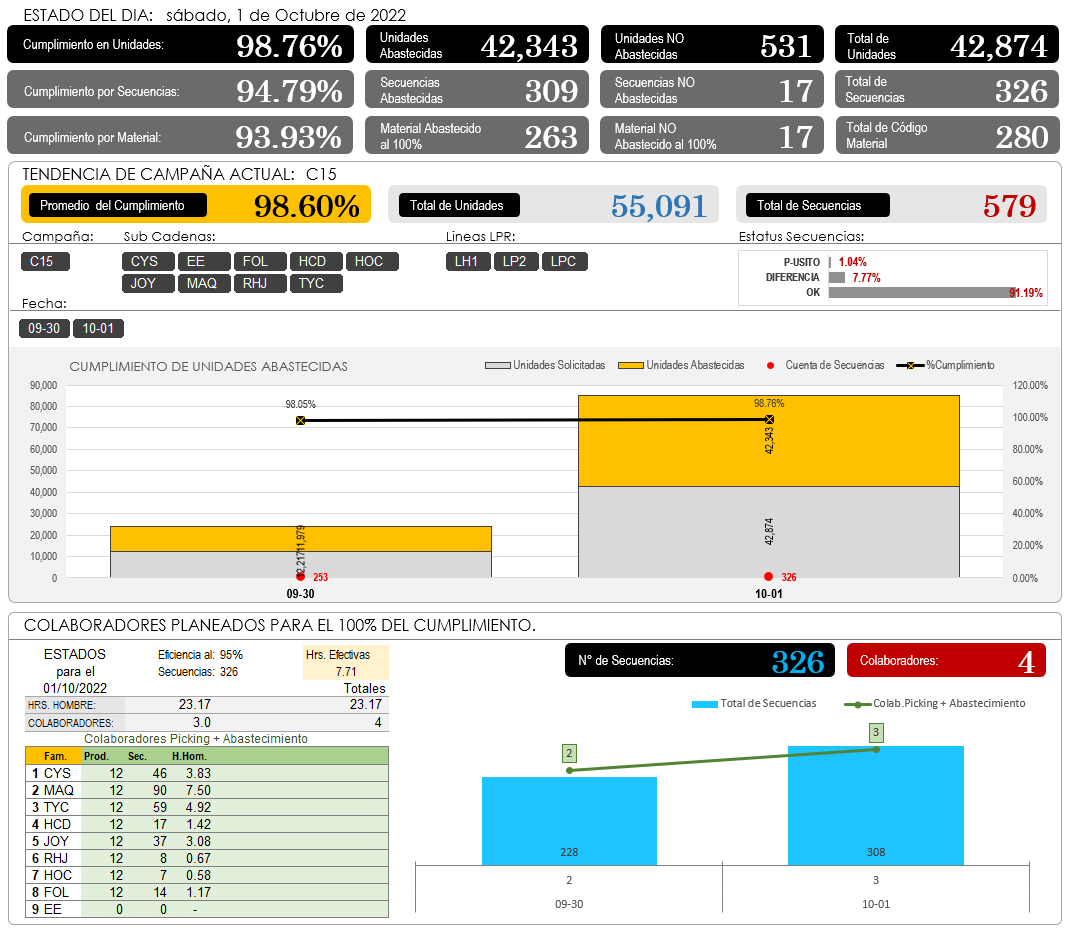 ESTADO DEL DIA: sábado, 1 de Octubre de 2022
Cumplimiento en Unidades: 98.76%
Unidades Abastecidas 42,343
Unidades NO Abastecidas 531
Total de Unidades 42,874
Cumplimiento por Secuencias: 94.79%
Secuencias Abastecidas 309
Secuencias NO Abastecidas 17
Total de Secuencias 326
Cumplimiento por Material: 93.93%
Material Abastecido al 100% 263
Material NO Abastecido al 100% 17
Total de Código Material 280
TENDENCIA DE CAMPAÑA ACTUAL: C15
Promedio del Cumplimiento 98.60%
Total de Unidades 55,091
Total de Secuencias 579
Campaña: Sub Cadenas: Lineas LPR: Estatus Secuencias:
C15 CYS EE FOL HCD HOC LH1 LP2 LPC
JOY MAQ RHJ TYC
P-USITO 1.04%
DIFERENCIA 7.77%
OK 91.19%
Fecha:
09-30 10-01
CUMPLIMIENTO DE UNIDADES ABASTECIDAS
Unidades Solicitadas Unidades Abastecidas Cuenta de Secuencias %Cumplimiento
90,000 120.00%
80,000 100.00%
70,000 80.00%
60,000
50,000 60.00%
40,000 40.00%
30,000
20,000 20.00%
10,000
0 0.00%
98.05% 98.76%
42,343
11,979
12,217
42,874
253 326
09-30 10-01
COLABORADORES PLANEADOS PARA EL 100% DEL CUMPLIMIENTO.
ESTADOS Eficiencia al: 95% Hrs. Efectivas
para el Secuencias: 326 7.71
01/10/2022 Totales
HRS. HOMBRE: 23.17 23.17
COLABORADORES: 3.0 4
Colaboradores Picking + Abastecimiento
Fam. Prod. Sec. H.Hom.
1 CYS 12 46 3.83
2 MAQ 12 90 7.50
3 TYC 12 59 4.92
4 HCD 12 17 1.42
5 JOY 12 37 3.08
6 RHJ 12 8 0.67
7 HOC 12 7 0.58
8 FOL 12 14 1.17
9 EE 0 0 -
N° de Secuencias: 326
Colaboradores: 4
Total de Secuencias Colab.Picking + Abastecimiento
2 3
228 308
2 3
09-30 10-01